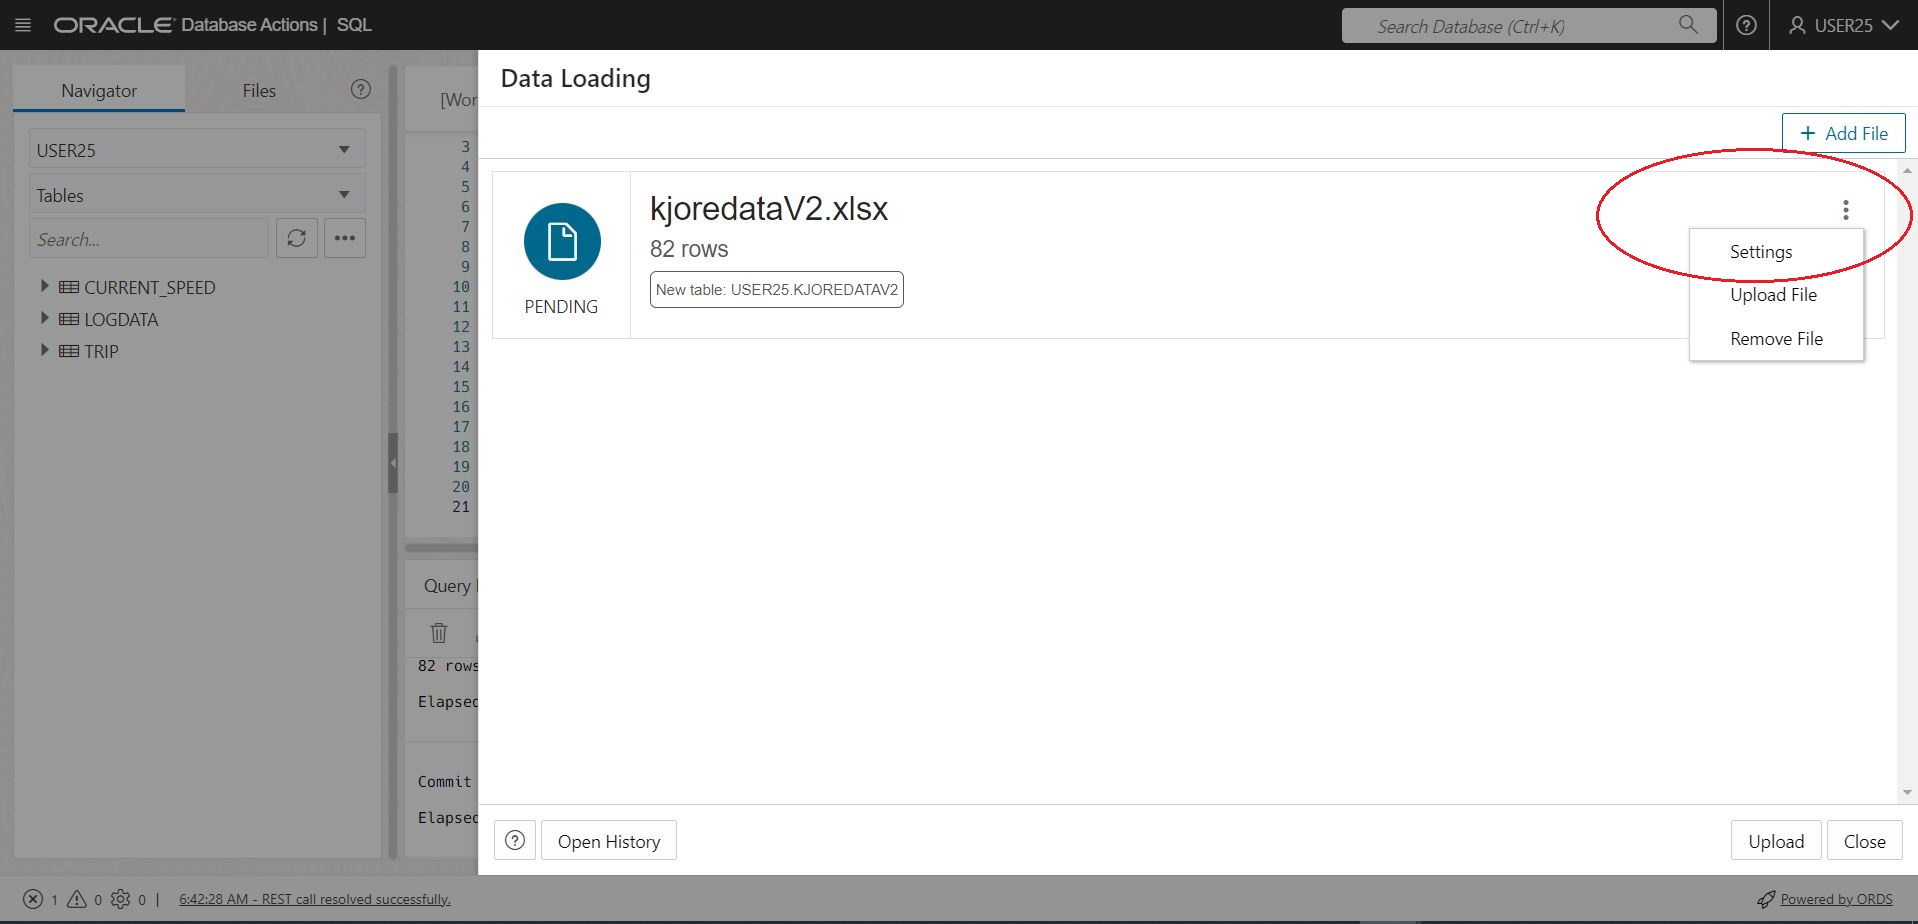 ORACLE Database Actions | SQL
Search Database (Ctrl+K)
USER25
Navigator
Files
USER25
Tables
Search...
CURRENT_SPEED
LOGDATA
TRIP
[Wor
3
4
5
6
7
8
9
10
11
12
13
14
15
16
17
18
19
20
21
Query
82 rows
Elapsed
Commit
Elapsed
Data Loading
+ Add File
PENDING
kjoredataV2.xlsx
82 rows
New table: USER25.KJOREDATAV2
Settings
Upload File
Remove File
Open History
Upload
Close
1 0 0 | 6:42:28 AM - REST call resolved successfully.
Powered by ORDS